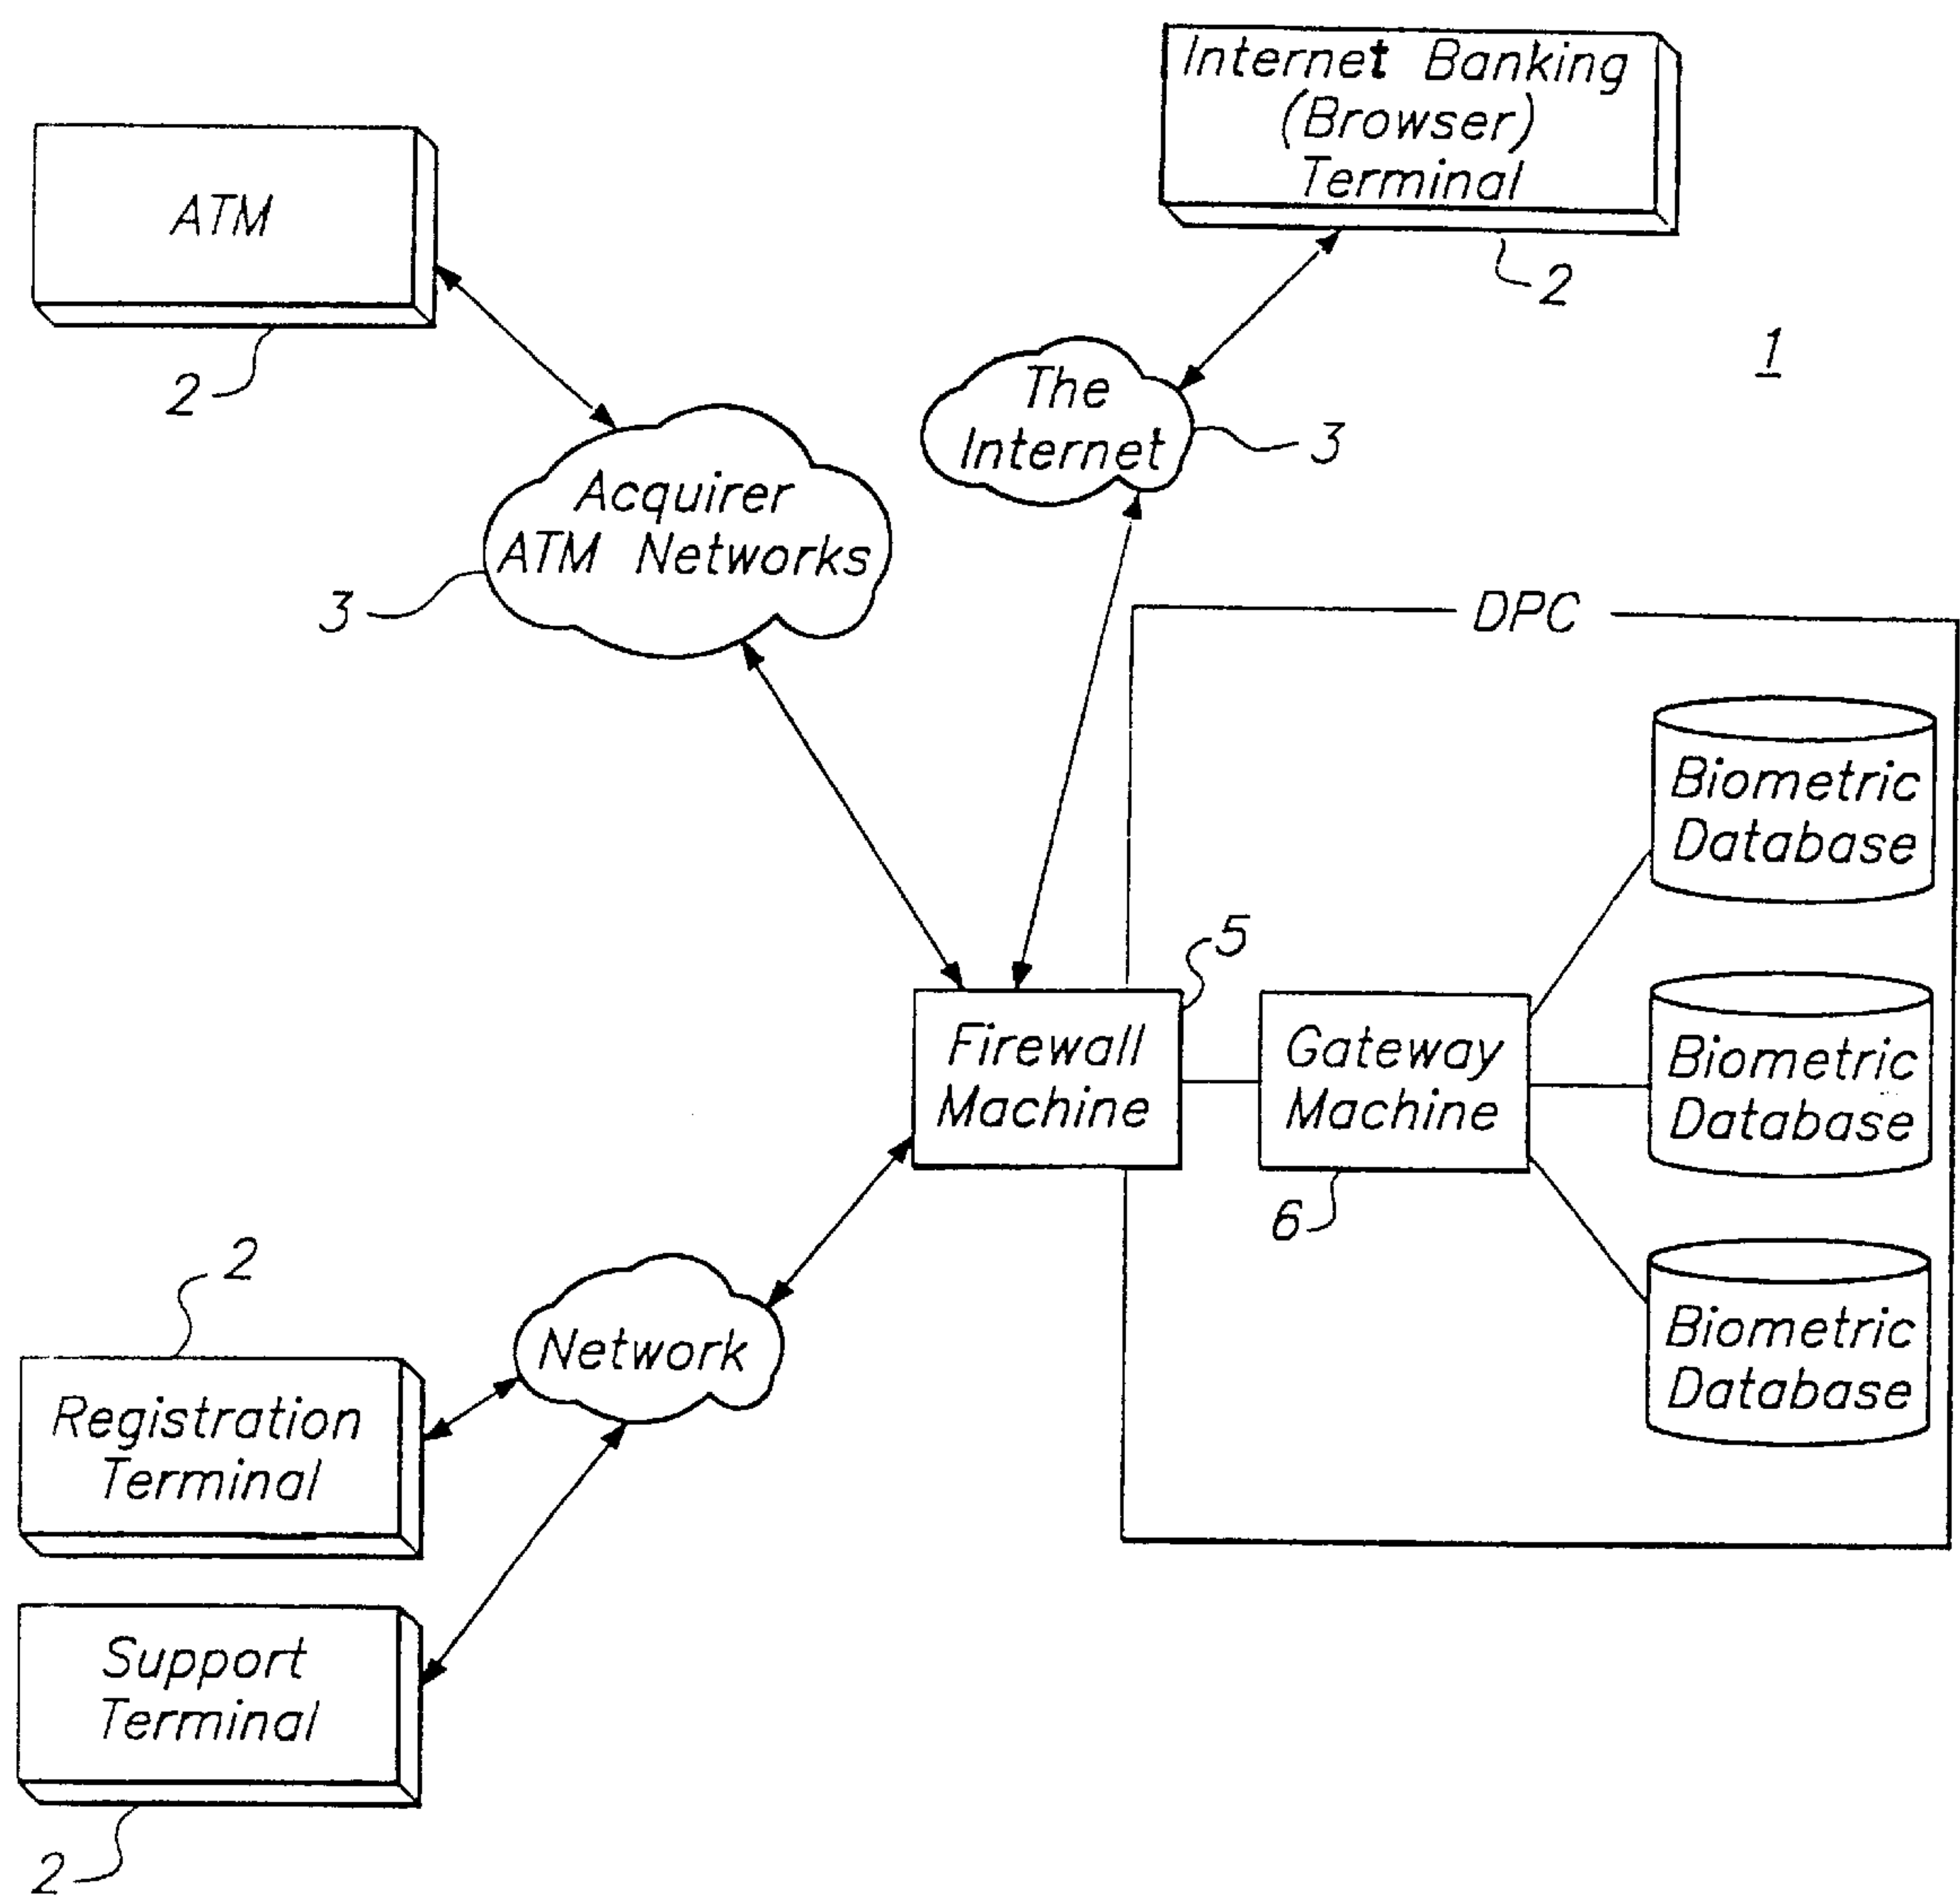 Internet Banking
(Browser)
Terminal
2
ATM
2
1
The
Internet
3
Acquirer
ATM Networks
3
DPC
Biometric
Database
5
Firewall
Machine
Gateway
Machine
6
Biometric
Database
Biometric
Database
2
Network
Registration
Terminal
Support
Terminal
2